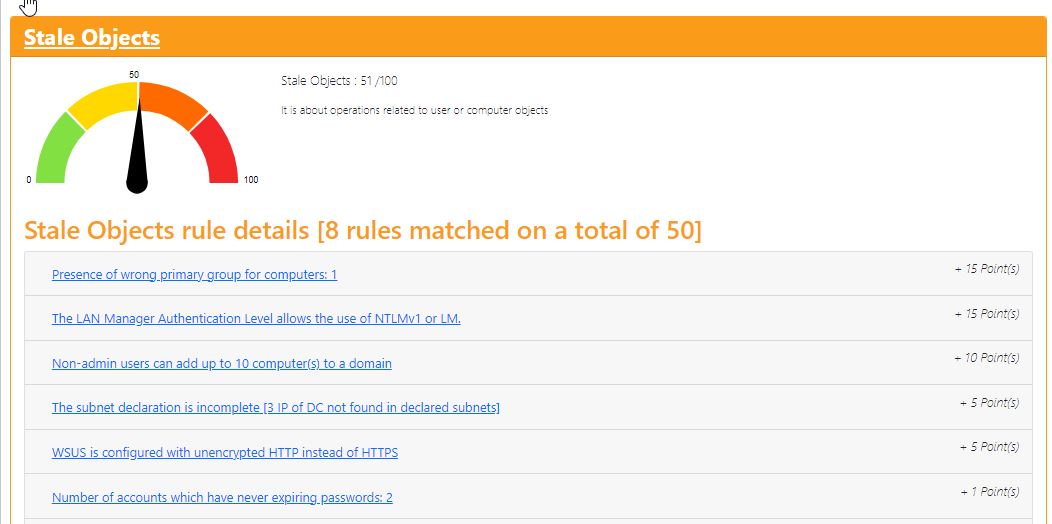 Stale Objects
50
0
100
Stale Objects : 51 /100
It is about operations related to user or computer objects
Stale Objects rule details [8 rules matched on a total of 50]
Presence of wrong primary group for computers: 1
+ 15 Point(s)
The LAN Manager Authentication Level allows the use of NTLMv1 or LM.
+ 15 Point(s)
Non-admin users can add up to 10 computer(s) to a domain
+ 10 Point(s)
The subnet declaration is incomplete [3 IP of DC not found in declared subnets]
+ 5 Point(s)
WSUS is configured with unencrypted HTTP instead of HTTPS
+ 5 Point(s)
Number of accounts which have never expiring passwords: 2
+ 1 Point(s)